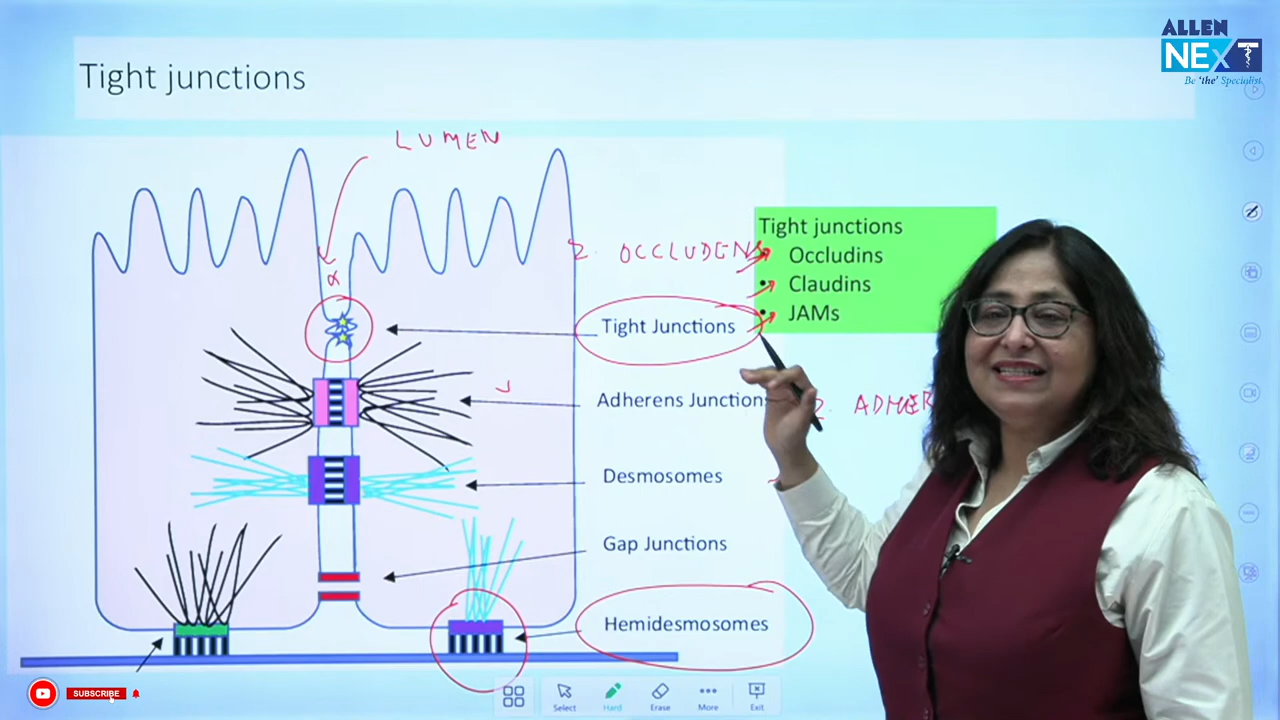 ALLEN
NEXT
Be 'the' Specialist
Tight junctions
LUMEN
Tight junctions
2. OCCLUDENS
• Occludins
• Claudins
• JAMs
Tight Junctions
Adherens Junction
2. ADHER
Desmosomes
Gap Junctions
Hemidesmosomes
SUBSCRIBE
Select
Hard
Erase
More
Exit